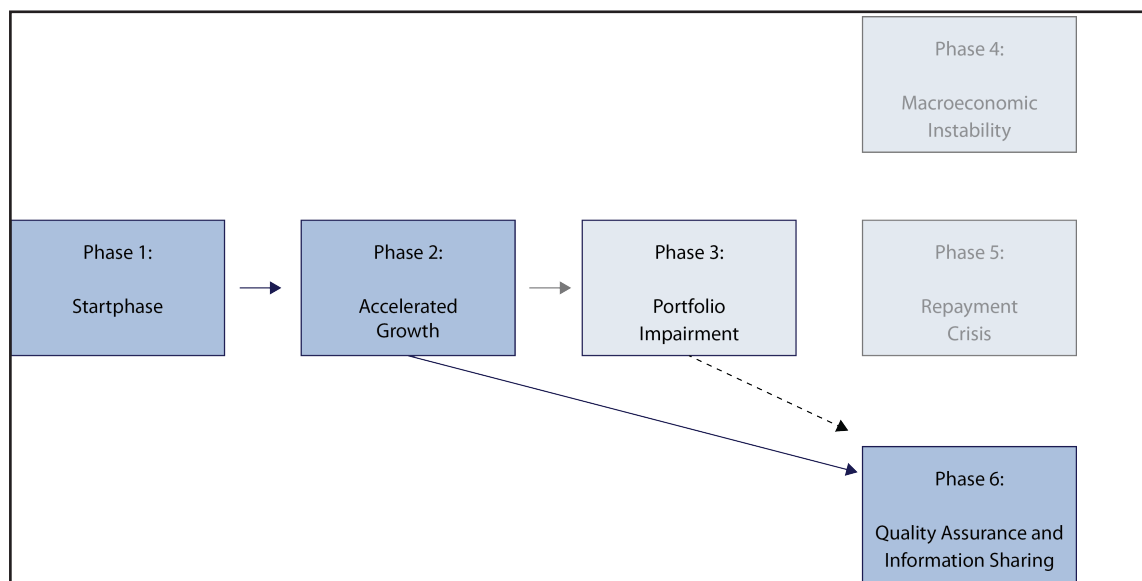 Phase 4:
Macroeconomic
Instability
Phase 1:
Startphase
Phase 2:
Accelerated
Growth
Phase 3:
Portfolio
Impairment
Phase 5:
Repayment
Crisis
Phase 6:
Quality Assurance and
Information Sharing